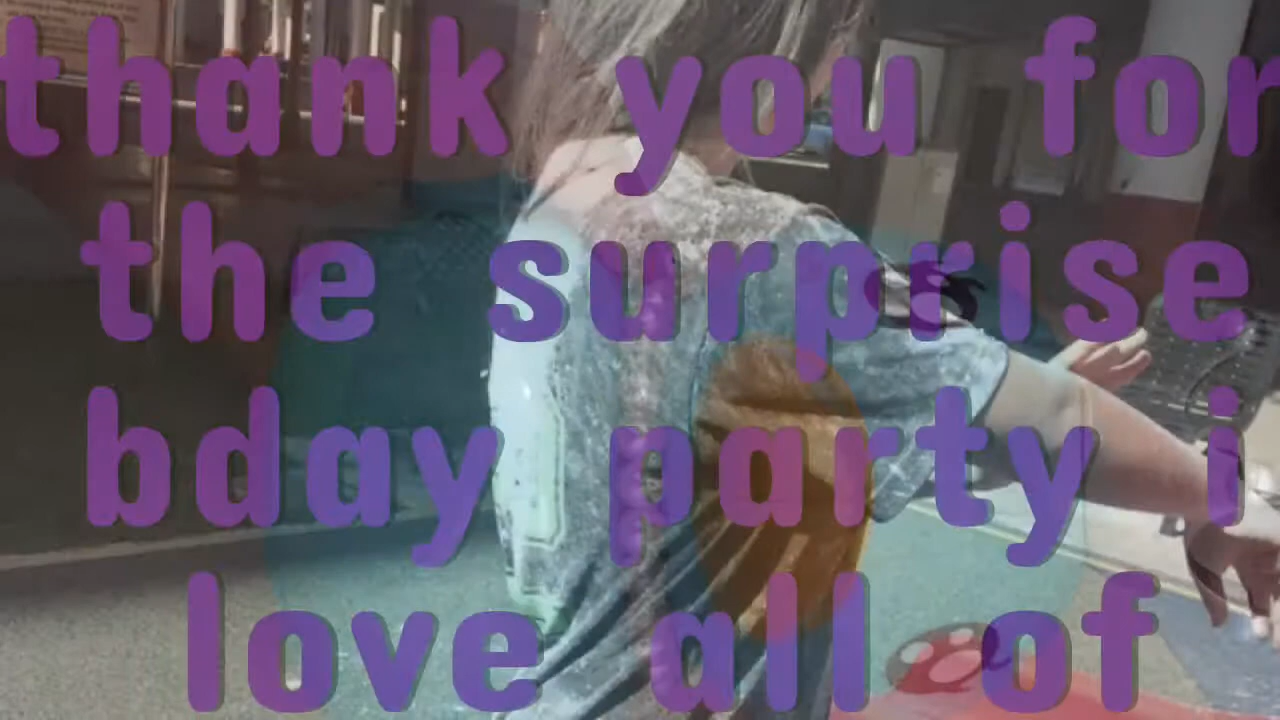 thank you for
the surprise
bday party i
love all of